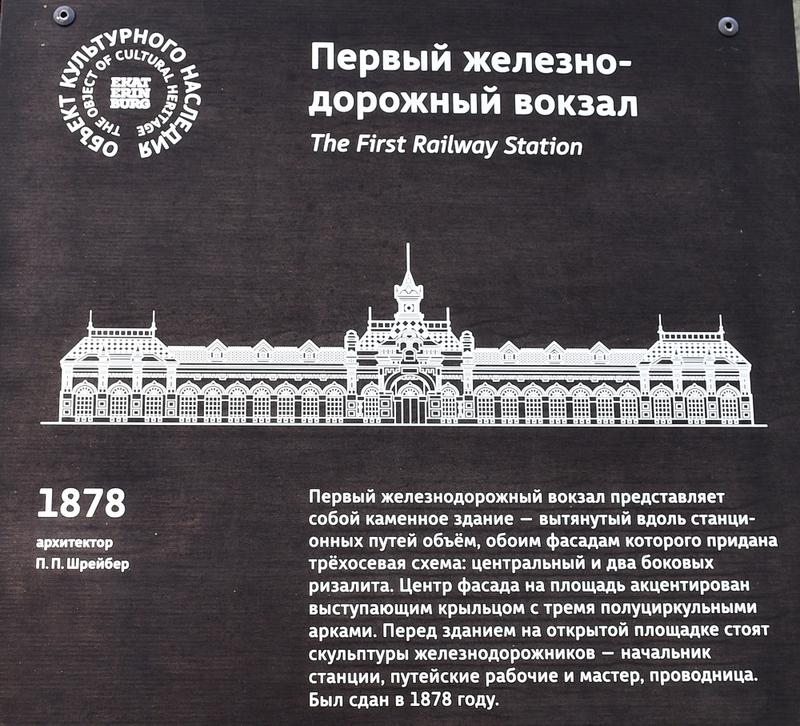 ОБЪЕКТ КУЛЬТУРНОГО НАСЛЕДИЯ
THE OBJECT OF CULTURAL HERITAGE
EKAT
ERIN
BURG
Первый железно-
дорожный вокзал
The First Railway Station
1878
архитектор
П. П. Шрейбер
Первый железнодорожный вокзал представляет
собой каменное здание — вытянутый вдоль станци-
онных путей объём, обоим фасадам которого придана
трёхосевая схема: центральный и два боковых
ризалита. Центр фасада на площадь акцентирован
выступающим крыльцом с тремя полуциркульными
арками. Перед зданием на открытой площадке стоят
скульптуры железнодорожников — начальник
станции, путейские рабочие и мастер, проводница.
Был сдан в 1878 году.